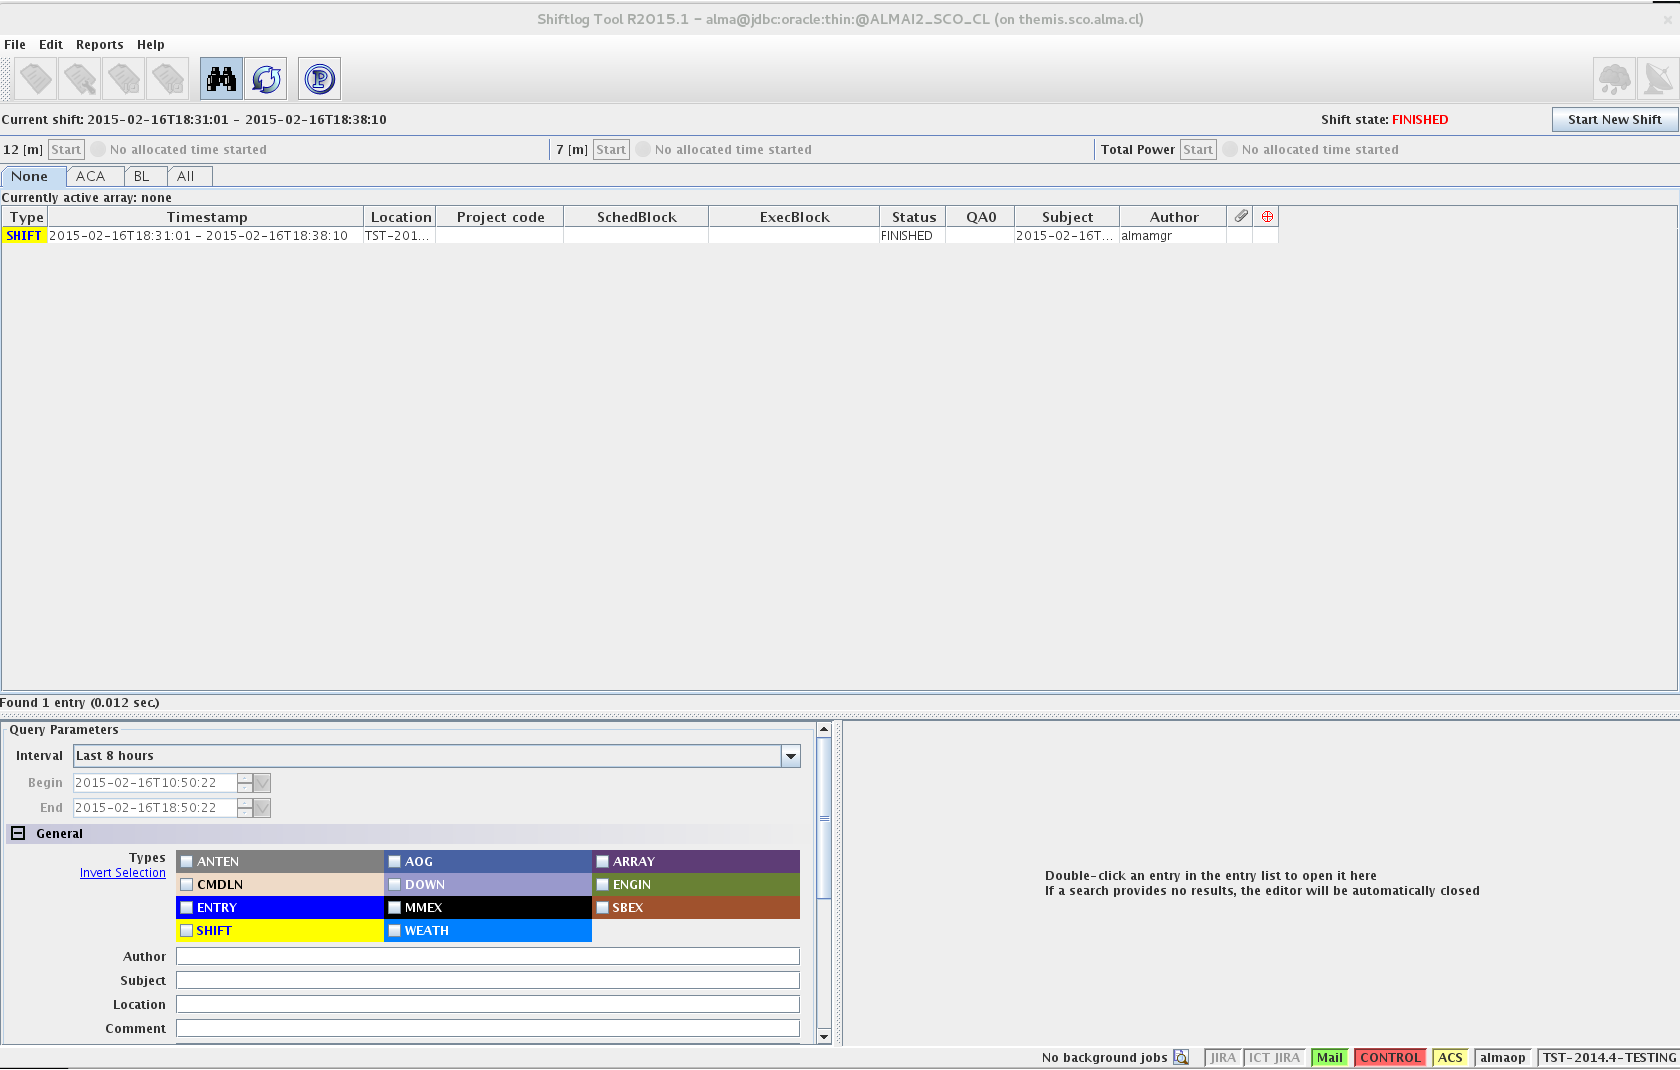 Shiftlog Tool R2015.1 - alma@jdbc:oracle:thin:@ALMAI2_SCO_CL (on themis.sco.alma.cl)
File Edit Reports Help
P
Current shift: 2015-02-16T18:31:01 - 2015-02-16T18:38:10 Shift state: FINISHED Start New Shift
12 [m] Start No allocated time started 7 [m] Start No allocated time started Total Power Start No allocated time started
None ACA BL All
Currently active array: none
Type Timestamp Location Project code SchedBlock ExecBlock Status QA0 Subject Author
SHIFT 2015-02-16T18:31:01 - 2015-02-16T18:38:10 TST-201... FINISHED 2015-02-16T... almamgr
Found 1 entry (0.012 sec.)
Query Parameters
Interval Last 8 hours
Begin 2015-02-16T10:50:22
End 2015-02-16T18:50:22
General
Types ANTEN AOG ARRAY
Invert Selection
CMDLN DOWN ENGIN
ENTRY MMEX SBEX
SHIFT WEATH
Author
Subject
Location
Comment
Double-click an entry in the entry list to open it here
If a search provides no results, the editor will be automatically closed
No background jobs JIRA ICT JIRA Mail CONTROL ACS almaop TST-2014.4-TESTING